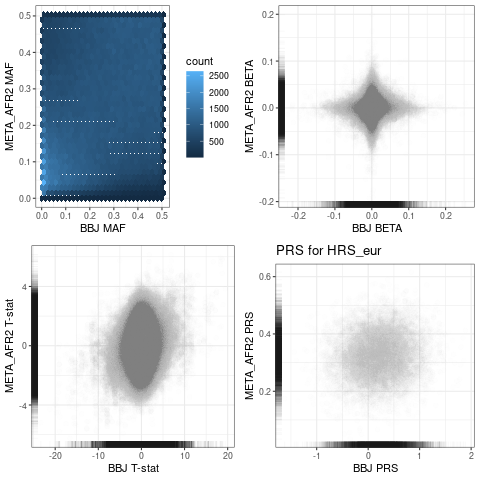 0.5
0.4
0.3
0.2
0.1
0.0
META_AFR2 MAF
0.0 0.1 0.2 0.3 0.4 0.5
BBJ MAF
count
2500
2000
1500
1000
500
0.2
0.1
0.0
-0.1
-0.2
META_AFR2 BETA
-0.2 0.0 0.2
BBJ BETA
4
0
-4
META_AFR2 T-stat
-20 -10 0 10 20
BBJ T-stat
PRS for HRS_eur
0.6
0.4
0.2
META_AFR2 PRS
-1 0 1 2
BBJ PRS